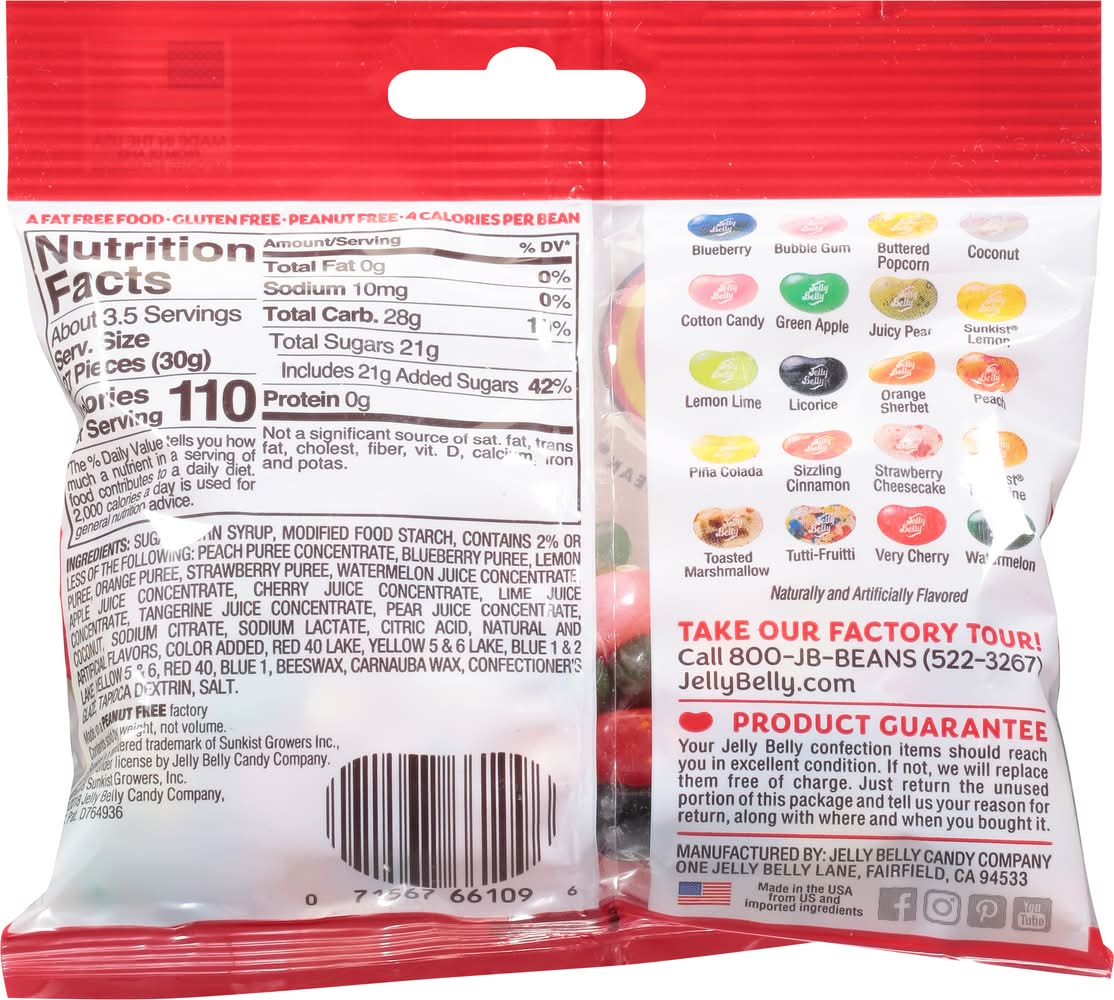 A FAT FREE FOOD · GLUTEN FREE · PEANUT FREE · 4 CALORIES PER BEAN
Nutrition
Facts
About 3.5 Servings
Serv. Size
Pieces (30g)
110
Serving
The % Daily Value tells you how
much a nutrient in a serving of
food contributes to a daily diet.
2,000 calories a day is used for
general nutrition advice.
Amount/Serving % DV*
Total Fat 0g 0%
Sodium 10mg 0%
Total Carb. 28g
Total Sugars 21g
Includes 21g Added Sugars 42%
Protein 0g
Not a significant source of sat. fat, trans
fat, cholest, fiber, vit. D, iron
and potas.
INGREDIENTS: SYRUP, MODIFIED FOOD STARCH, CONTAINS 2% OR
LESS OF THE FOLLOWING: PEACH PUREE CONCENTRATE, BLUEBERRY PUREE, LEMON
PUREE, ORANGE PUREE, STRAWBERRY PUREE, WATERMELON JUICE CONCENTRATE,
APPLE JUICE CONCENTRATE, CHERRY JUICE CONCENTRATE, LIME JUICE
CONCENTRATE, TANGERINE JUICE CONCENTRATE, PEAR JUICE CONCENTRATE,
COCONUT, SODIUM CITRATE, SODIUM LACTATE, CITRIC ACID, NATURAL AND
ARTIFICIAL FLAVORS, COLOR ADDED, RED 40 LAKE, YELLOW 5 & 6 LAKE, BLUE 1 & 2
LAKE, YELLOW 5 & 6, RED 40, BLUE 1, BEESWAX, CARNAUBA WAX, CONFECTIONER'S
GLAZE, TAPIOCA DEXTRIN, SALT.
Made in a PEANUT FREE factory
weight, not volume.
trademark of Sunkist Growers Inc.,
license by Jelly Belly Candy Company.
Sunkist Growers, Inc.
Jelly Belly Candy Company,
Pat. D764936
0 71567 66109 6
Blueberry Bubble Gum Buttered Popcorn Coconut
Cotton Candy Green Apple Juicy Pear Sunkist® Lemon
Lemon Lime Licorice Orange Sherbet Peach
Piña Colada Sizzling Cinnamon Strawberry Cheesecake
Toasted Marshmallow Tutti-Fruitti Very Cherry Watermelon
Naturally and Artificially Flavored
TAKE OUR FACTORY TOUR!
Call 800-JB-BEANS (522-3267)
JellyBelly.com
PRODUCT GUARANTEE
Your Jelly Belly confection items should reach
you in excellent condition. If not, we will replace
them free of charge. Just return the unused
portion of this package and tell us your reason for
return, along with where and when you bought it.
MANUFACTURED BY: JELLY BELLY CANDY COMPANY
ONE JELLY BELLY LANE, FAIRFIELD, CA 94533
Made in the USA
from US and
imported ingredients
You
Tube